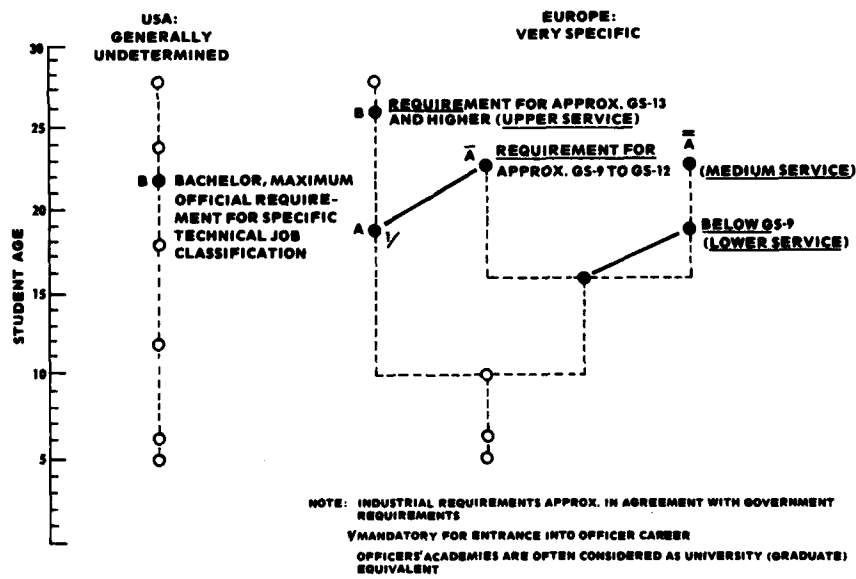 USA:
GENERALLY
UNDETERMINED
EUROPE:
VERY SPECIFIC
STUDENT AGE
30
25
20
15
10
5
B
BACHELOR, MAXIMUM
OFFICIAL REQUIRE-
MENT FOR SPECIFIC
TECHNICAL JOB
CLASSIFICATION
B
REQUIREMENT FOR APPROX. GS-13
AND HIGHER (UPPER SERVICE)
A̅
REQUIREMENT FOR
APPROX. GS-9 TO GS-12
A̿
(MEDIUM SERVICE)
A
1/
BELOW GS-9
(LOWER SERVICE)
NOTE: INDUSTRIAL REQUIREMENTS APPROX. IN AGREEMENT WITH GOVERNMENT
REQUIREMENTS
1/MANDATORY FOR ENTRANCE INTO OFFICER CAREER
OFFICERS' ACADEMIES ARE OFTEN CONSIDERED AS UNIVERSITY (GRADUATE)
EQUIVALENT